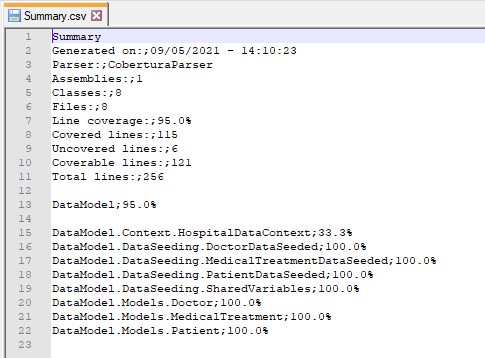 Summary.csv
1 Summary
2 Generated on:;09/05/2021 - 14:10:23
3 Parser:;CoberturaParser
4 Assemblies:;1
5 Classes:;8
6 Files:;8
7 Line coverage:;95.0%
8 Covered lines:;115
9 Uncovered lines:;6
10 Coverable lines:;121
11 Total lines:;256
12
13 DataModel;95.0%
14
15 DataModel.Context.HospitalDataContext;33.3%
16 DataModel.DataSeeding.DoctorDataSeeded;100.0%
17 DataModel.DataSeeding.MedicalTreatmentDataSeeded;100.0%
18 DataModel.DataSeeding.PatientDataSeeded;100.0%
19 DataModel.DataSeeding.SharedVariables;100.0%
20 DataModel.Models.Doctor;100.0%
21 DataModel.Models.MedicalTreatment;100.0%
22 DataModel.Models.Patient;100.0%
23